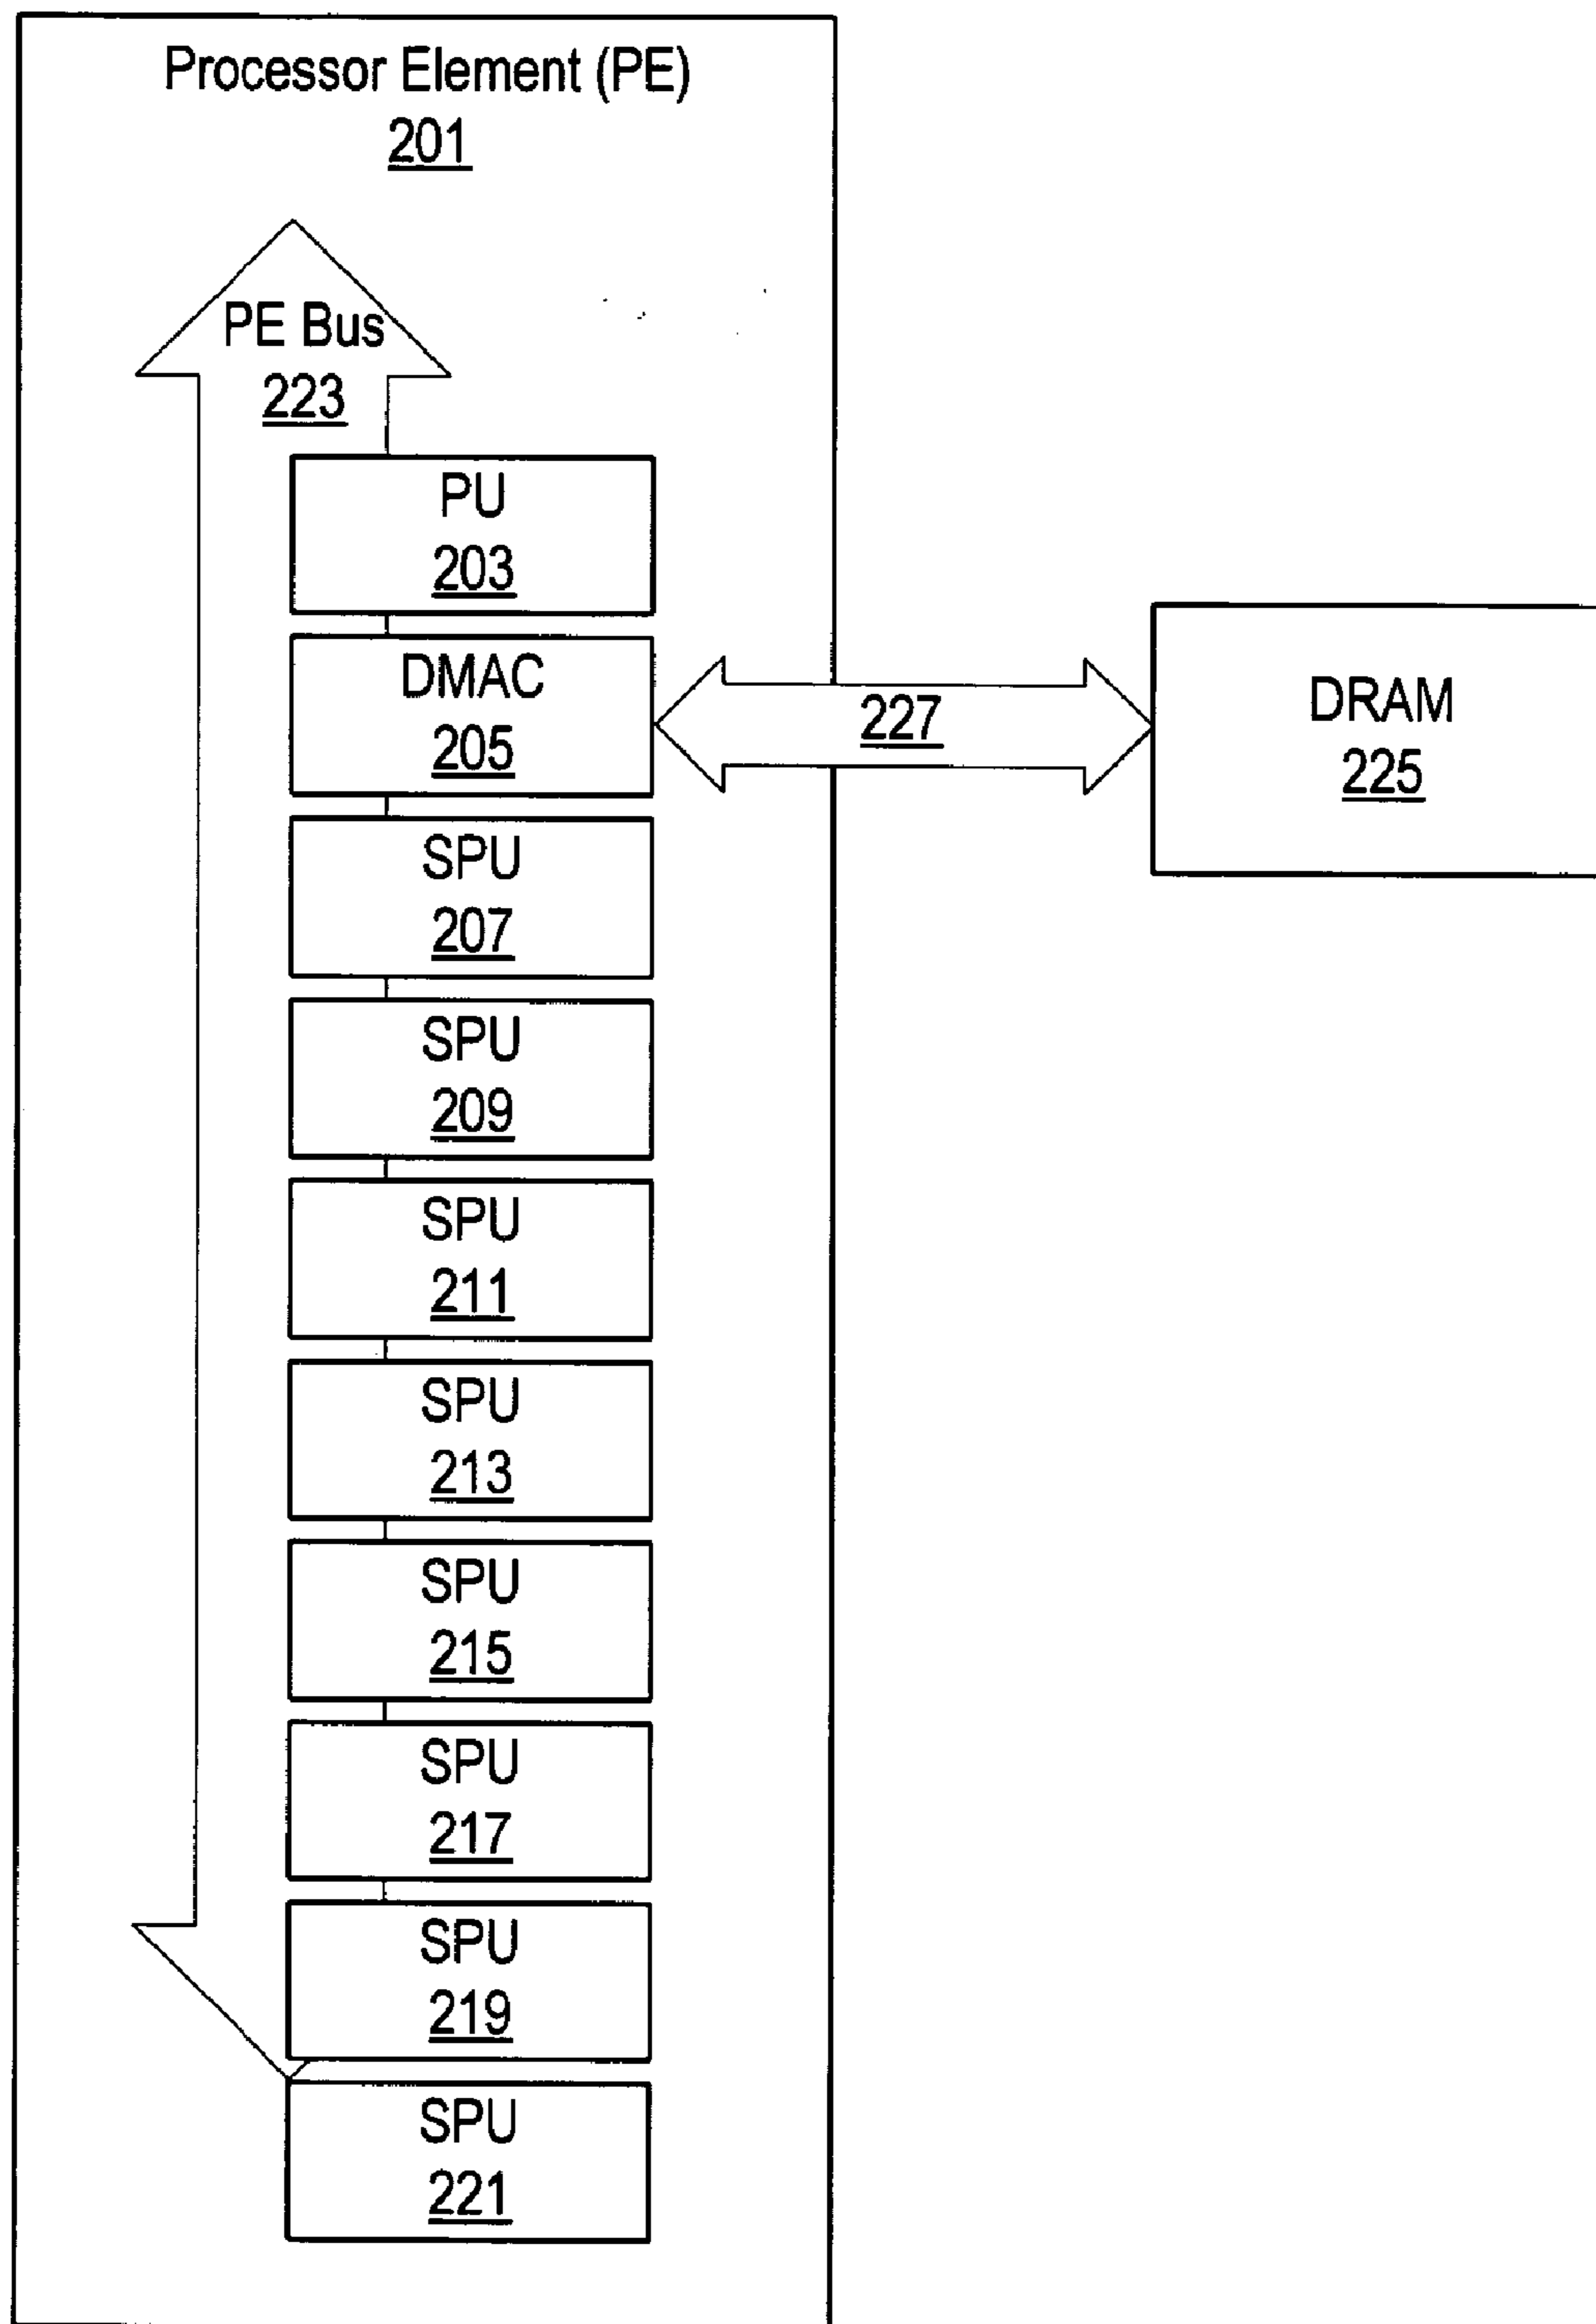 Processor Element (PE)
201
PE Bus
223
PU
203
DMAC
205
227
DRAM
225
SPU
207
SPU
209
SPU
211
SPU
213
SPU
215
SPU
217
SPU
219
SPU
221